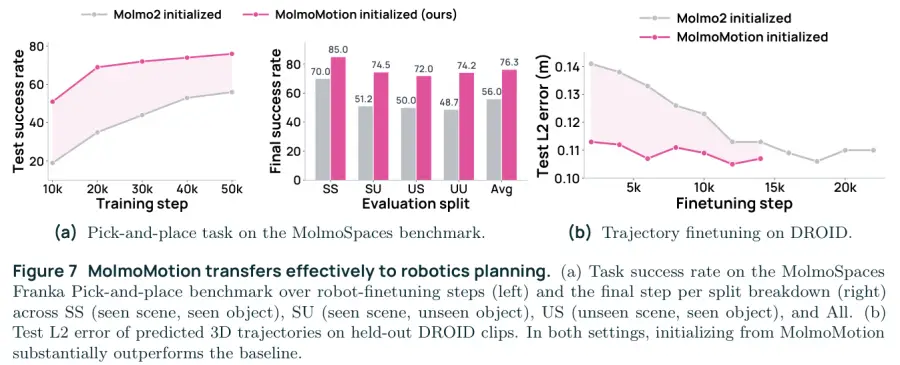 Molmo2 initialized
MolmoMotion initialized (ours)
Test success rate
80
60
40
20
10k 20k 30k 40k 50k
Training step
Final success rate
80
60
40
20
0
70.0 85.0
51.2 74.5
50.0 72.0
48.7 74.2
56.0 76.3
SS SU US UU Avg
Evaluation split
(a) Pick-and-place task on the MolmoSpaces benchmark.
Molmo2 initialized
MolmoMotion initialized
Test L2 error (m)
0.14
0.13
0.12
0.11
0.10
5k 10k 15k 20k
Finetuning step
(b) Trajectory finetuning on DROID.
Figure 7 MolmoMotion transfers effectively to robotics planning. (a) Task success rate on the MolmoSpaces
Franka Pick-and-place benchmark over robot-finetuning steps (left) and the final step per split breakdown (right)
across SS (seen scene, seen object), SU (seen scene, unseen object), US (unseen scene, seen object), and All. (b)
Test L2 error of predicted 3D trajectories on held-out DROID clips. In both settings, initializing from MolmoMotion
substantially outperforms the baseline.